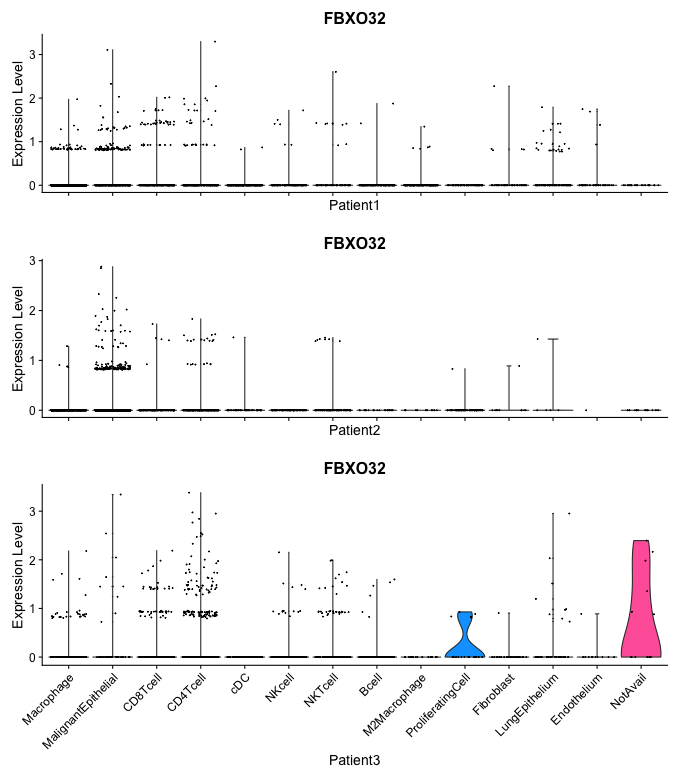 FBXO32
Expression Level
3
2
1
0
Patient1
FBXO32
Expression Level
3
2
1
0
Patient2
FBXO32
Expression Level
3
2
1
0
Macrophage
MalignantEpithelial
CD8Tcell
CD4Tcell
cDC
NKcell
NKTcell
Bcell
M2Macrophage
ProliferatingCell
Fibroblast
LungEpithelium
Endothelium
NotAvail
Patient3